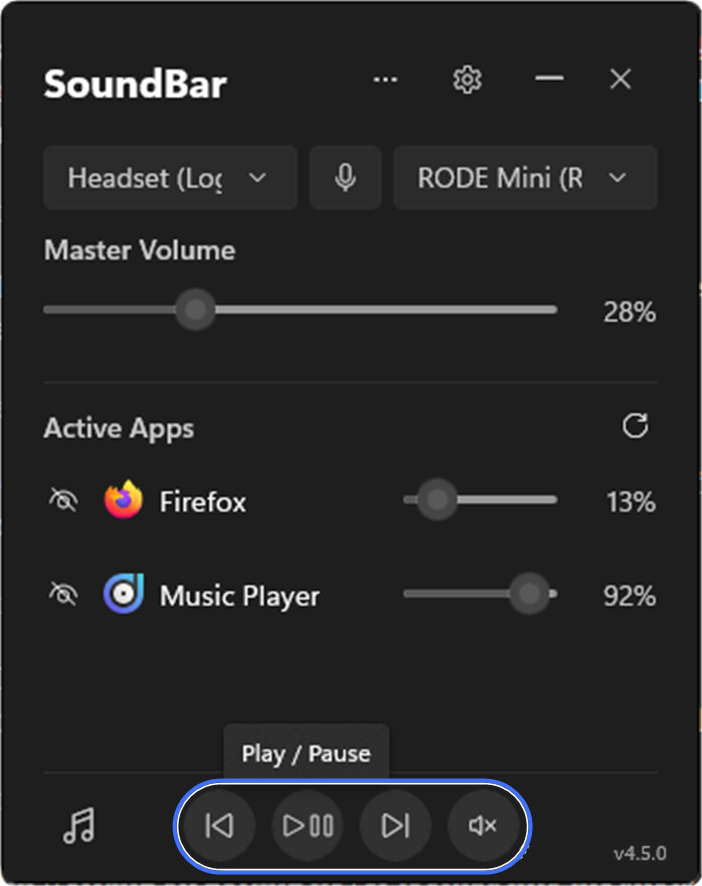 SoundBar
Headset (Log
RODE Mini (R
Master Volume
28%
Active Apps
Firefox
13%
Music Player
92%
Play / Pause
v4.5.0